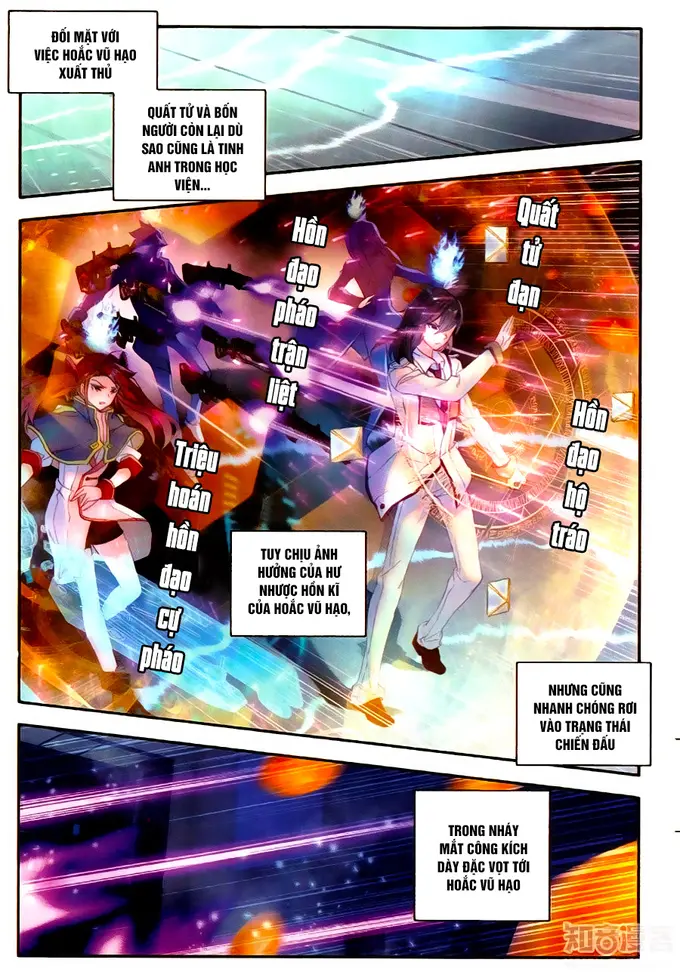 ĐỐI MẶT VỚI
VIỆC HOẮC VŨ HẠO
XUẤT THỦ
QUẤT TỬ VÀ BỐN
NGƯỜI CÒN LẠI DÙ
SAO CŨNG LÀ TINH
ANH TRONG HỌC
VIỆN...
Quất
tử
đạn
Hồn
đạo
pháo
trận
liệt
Hồn
đạo
hộ
tráo
Triệu
hoán
hồn
đạo
cự
pháo
TUY CHỊU ẢNH
HƯỞNG CỦA HƯ
NHƯỢC HỒN KĨ
CỦA HOẮC VŨ HẠO,
NHƯNG CŨNG
NHANH CHÓNG RƠI
VÀO TRẠNG THÁI
CHIẾN ĐẤU
TRONG NHÁY
MẮT CÔNG KÍCH
DÀY ĐẶC VỌT TỚI
HOẮC VŨ HẠO
知音漫客